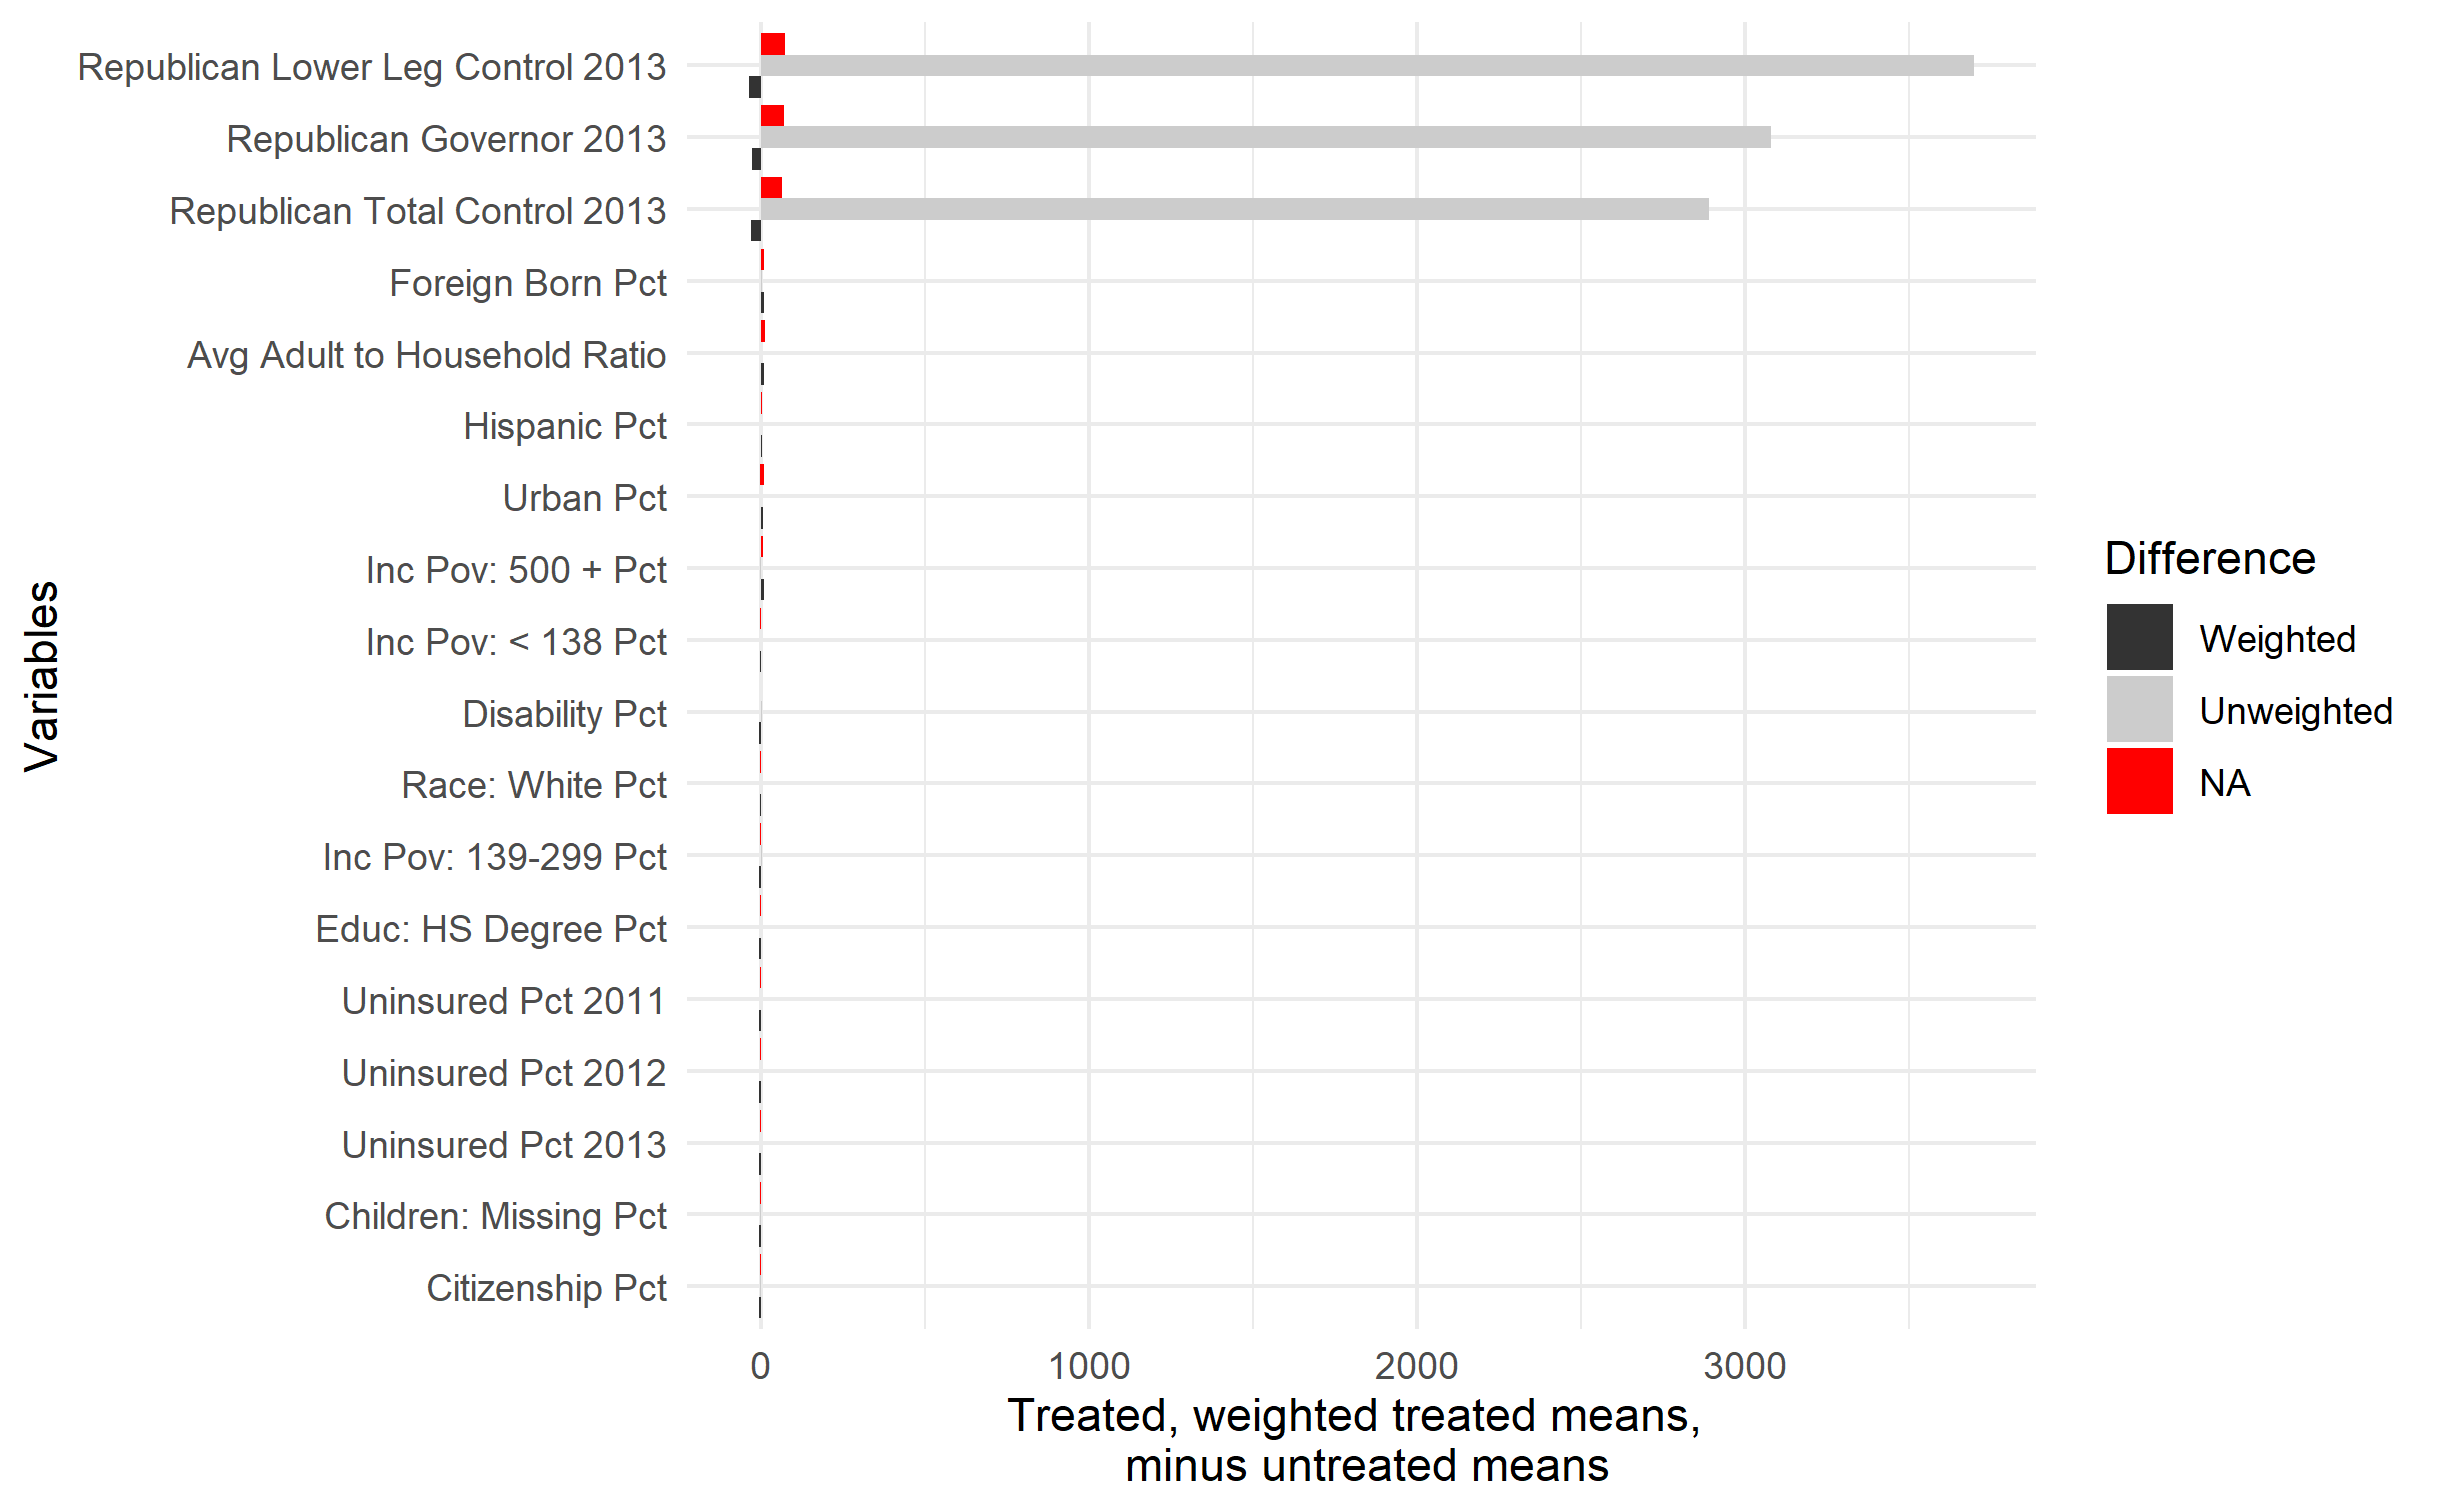 Republican Lower Leg Control 2013
Republican Governor 2013
Republican Total Control 2013
Foreign Born Pct
Avg Adult to Household Ratio
Hispanic Pct
Urban Pct
Inc Pov: 500 + Pct
Inc Pov: < 138 Pct
Disability Pct
Race: White Pct
Inc Pov: 139-299 Pct
Educ: HS Degree Pct
Uninsured Pct 2011
Uninsured Pct 2012
Uninsured Pct 2013
Children: Missing Pct
Citizenship Pct
Variables
0 1000 2000 3000
Treated, weighted treated means,
minus untreated means
Difference
Weighted
Unweighted
NA